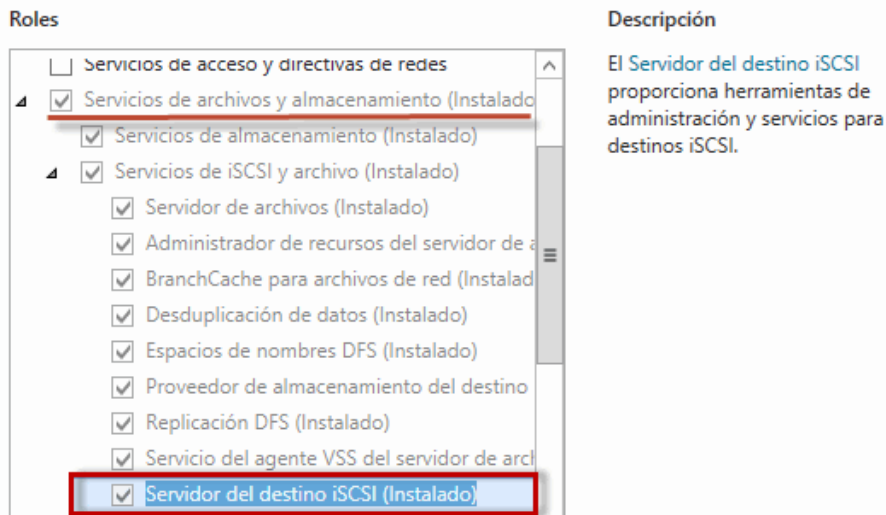 Roles
Servicios de acceso y directivas de redes
Servicios de archivos y almacenamiento (Instalado
Servicios de almacenamiento (Instalado)
Servicios de iSCSI y archivo (Instalado)
Servidor de archivos (Instalado)
Administrador de recursos del servidor de a
BranchCache para archivos de red (Instalad
Desduplicación de datos (Instalado)
Espacios de nombres DFS (Instalado)
Proveedor de almacenamiento del destino
Replicación DFS (Instalado)
Servicio del agente VSS del servidor de arch
Servidor del destino iSCSI (Instalado)
Descripción
El Servidor del destino iSCSI
proporciona herramientas de
administración y servicios para
destinos iSCSI.